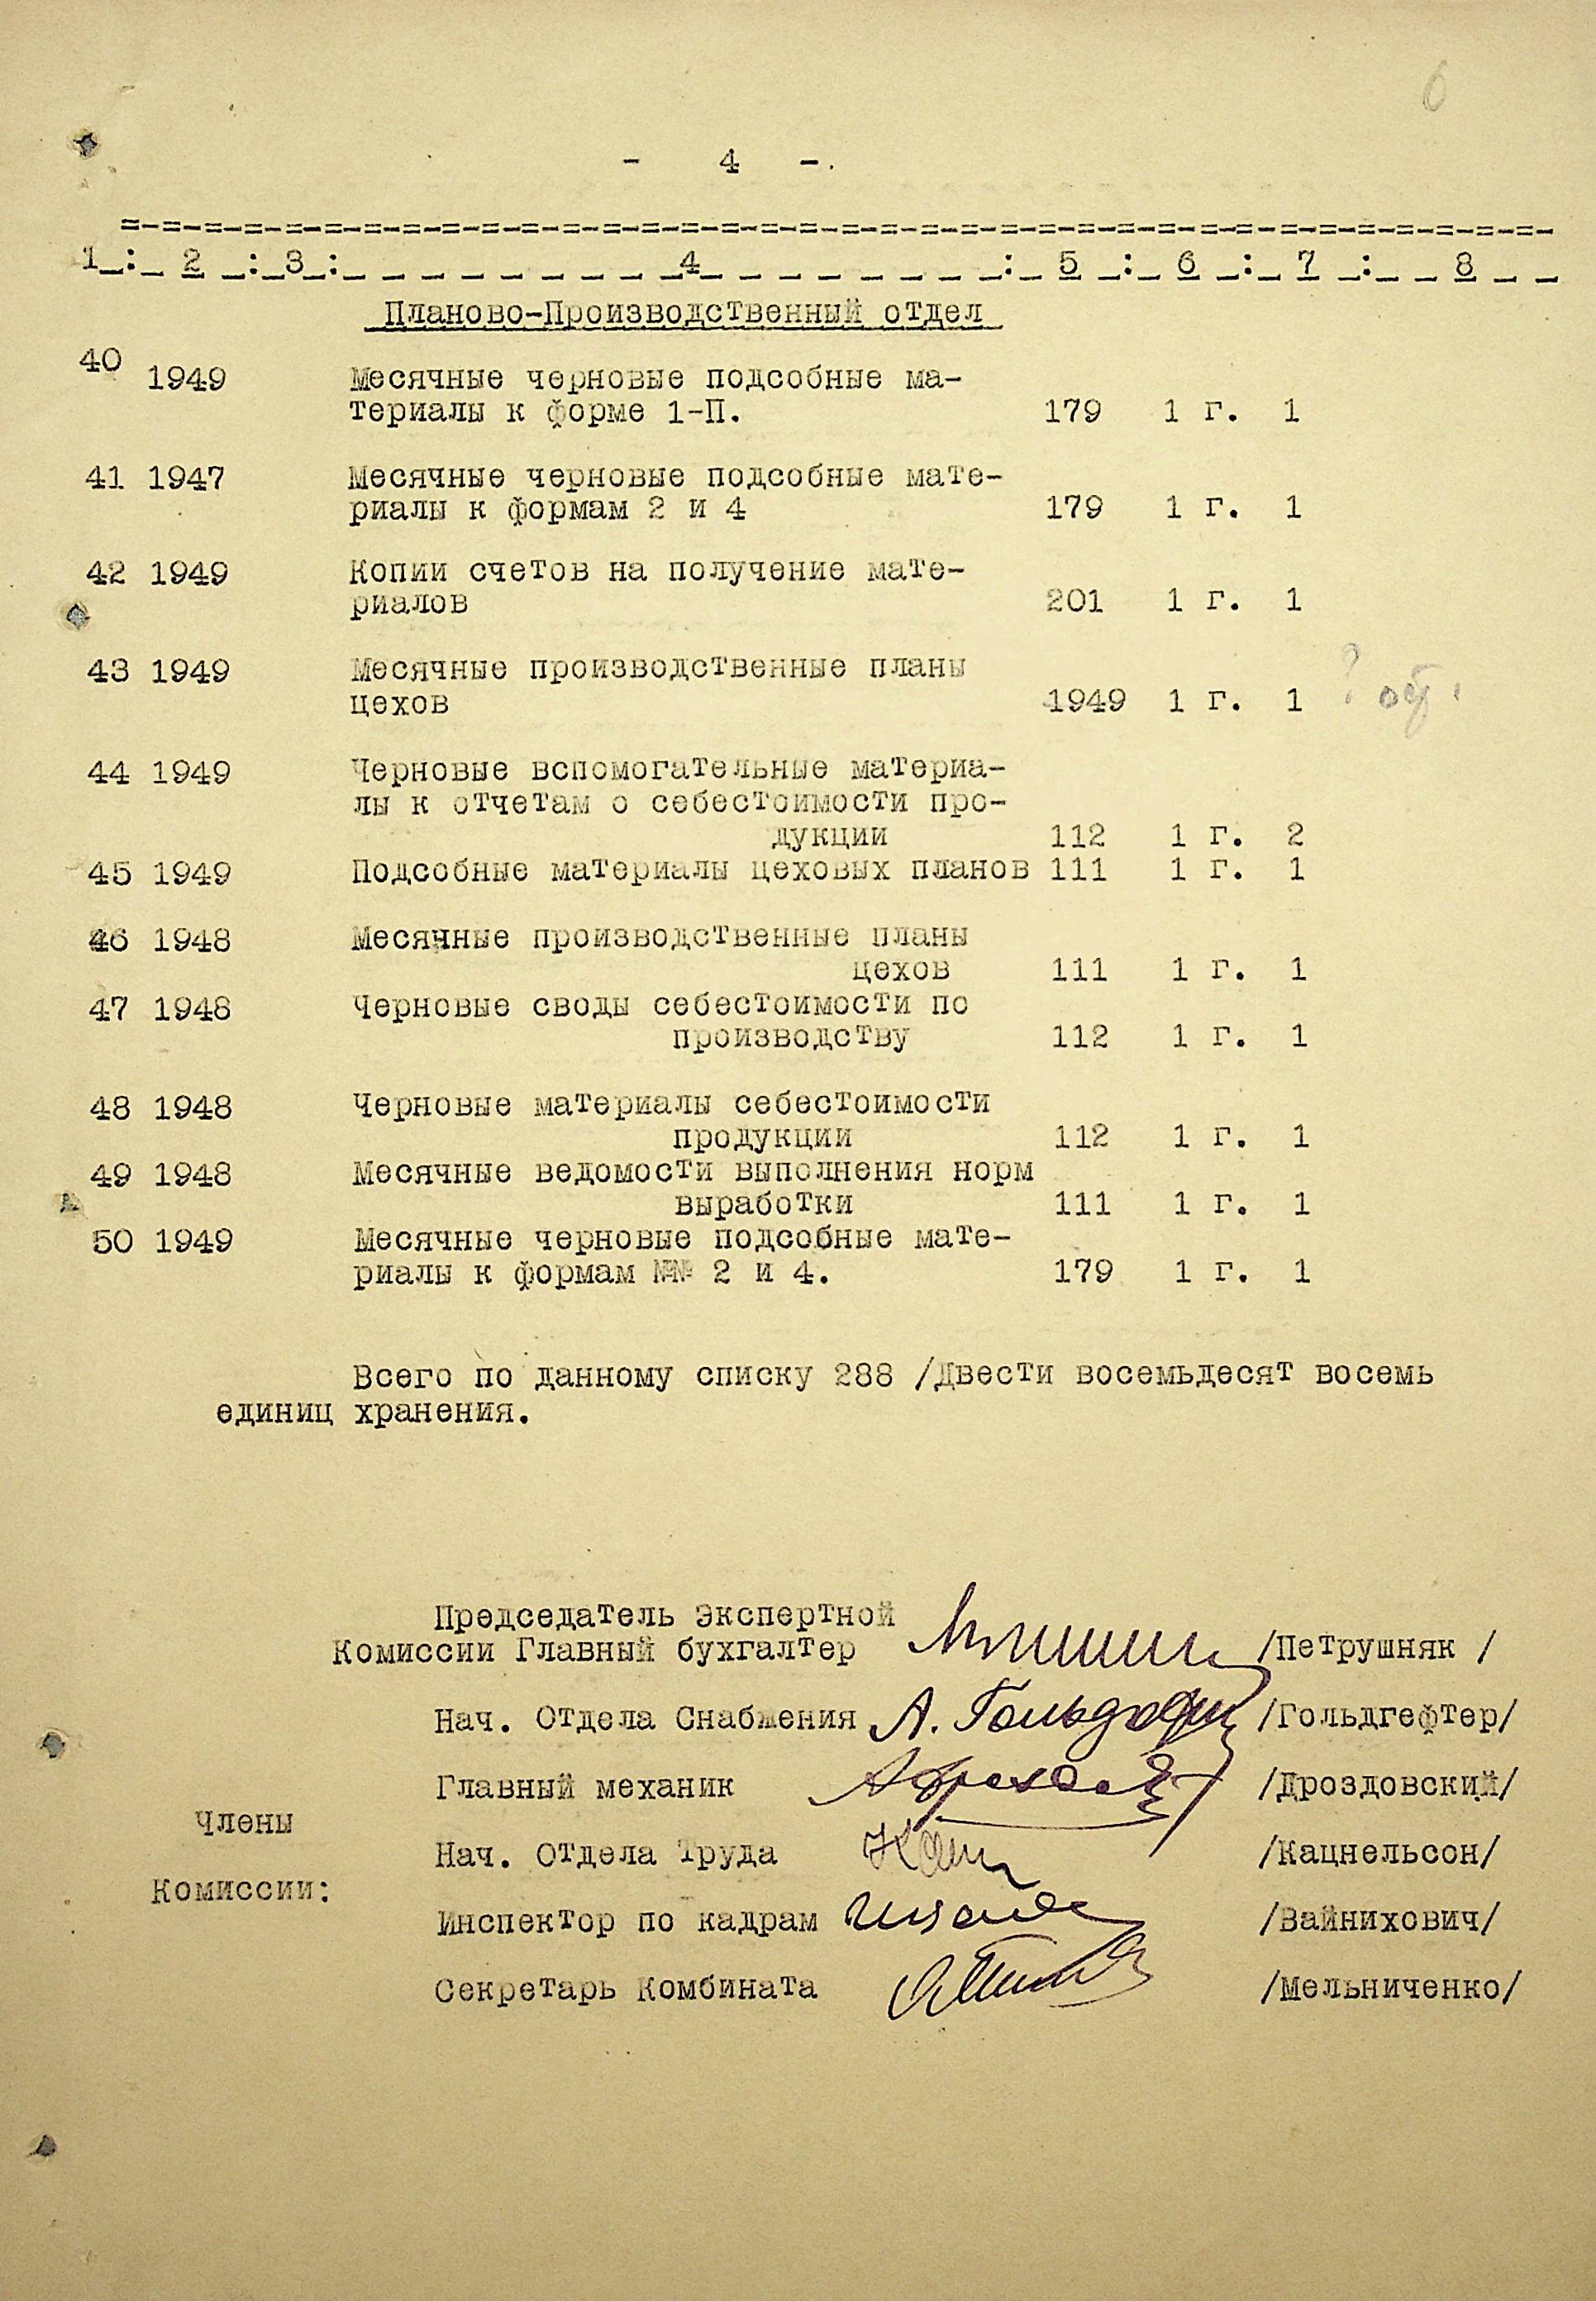 6
- 4 -.
=-=-=-=-=-=-=-=-=-=-=-=-=-=-=-=-=-=-=-=-=-=-=-=-=-=-=-=-=-=-=-=-=-=-=-=-
1_:_ 2 _:_3_:_ _ _ _ _ _ _ _ _4_ _ _ _ _ _ _ _:_ 5 _:_ 6 _:_ 7 _:_ _ 8 _ _
Планово-Производственный отдел
40 1949 Месячные черновые подсобные ма-
териалы к форме 1-П. 179 1 г. 1
41 1947 Месячные черновые подсобные мате-
риалы к формам 2 и 4 179 1 г. 1
42 1949 Копии счетов на получение мате-
риалов 201 1 г. 1
43 1949 Месячные производственные планы
цехов 1949 1 г. 1 ?
44 1949 Черновые вспомогательные материа-
лы к отчетам о себестоимости про-
дукции 112 1 г. 2
45 1949 Подсобные материалы цеховых планов 111 1 г. 1
46 1948 Месячные производственные планы
цехов 111 1 г. 1
47 1948 Черновые своды себестоимости по
производству 112 1 г. 1
48 1948 Черновые материалы себестоимости
продукции 112 1 г. 1
49 1948 Месячные ведомости выполнения норм
выработки 111 1 г. 1
50 1949 Месячные черновые подсобные мате-
риалы к формам №№ 2 и 4. 179 1 г. 1
Всего по данному списку 288 /Двести восемьдесят восемь
единиц хранения.
Председатель Экспертной
Комиссии Главный бухгалтер /Петрушняк /
Нач. Отдела Снабжения А. Гольдгеф /Гольдгефтер/
Главный механик /Дроздовский/
Члены
Нач. Отдела Труда /Кацнельсон/
Комиссии:
Инспектор по кадрам /Вайнихович/
Секретарь Комбината /Мельниченко/